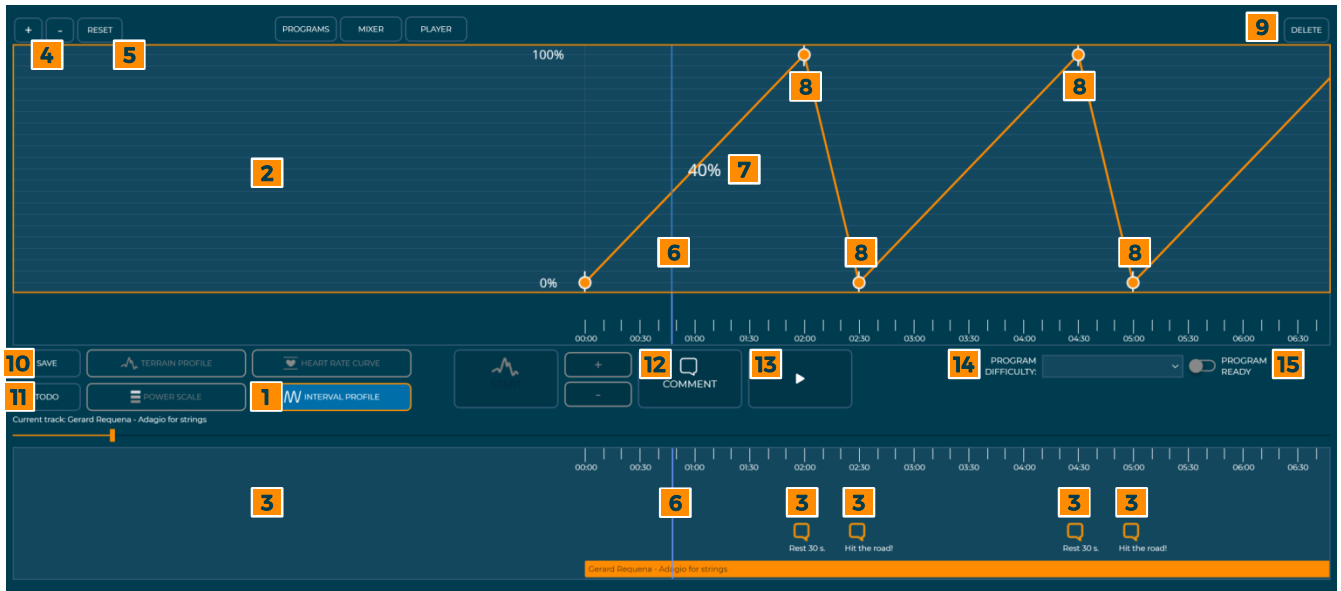 + - RESET PROGRAMS MIXER PLAYER 9 DELETE
4 5
100%
8 8
2 40% 7
6 8 8
0%
00:00 00:30 01:00 01:30 02:00 02:30 03:00 03:30 04:00 04:30 05:00 05:30 06:00 06:30
10 SAVE TERRAIN PROFILE HEART RATE CURVE + 12 COMMENT 13 14 PROGRAM DIFFICULTY: PROGRAM READY 15
11 TODO POWER SCALE 1 INTERVAL PROFILE -
Current track: Gerard Requena - Adagio for strings
00:00 00:30 01:00 01:30 02:00 02:30 03:00 03:30 04:00 04:30 05:00 05:30 06:00 06:30
3 6 3 3 3 3
Rest 30 s. Hit the road! Rest 30 s. Hit the road!
Gerard Requena - Adagio for strings